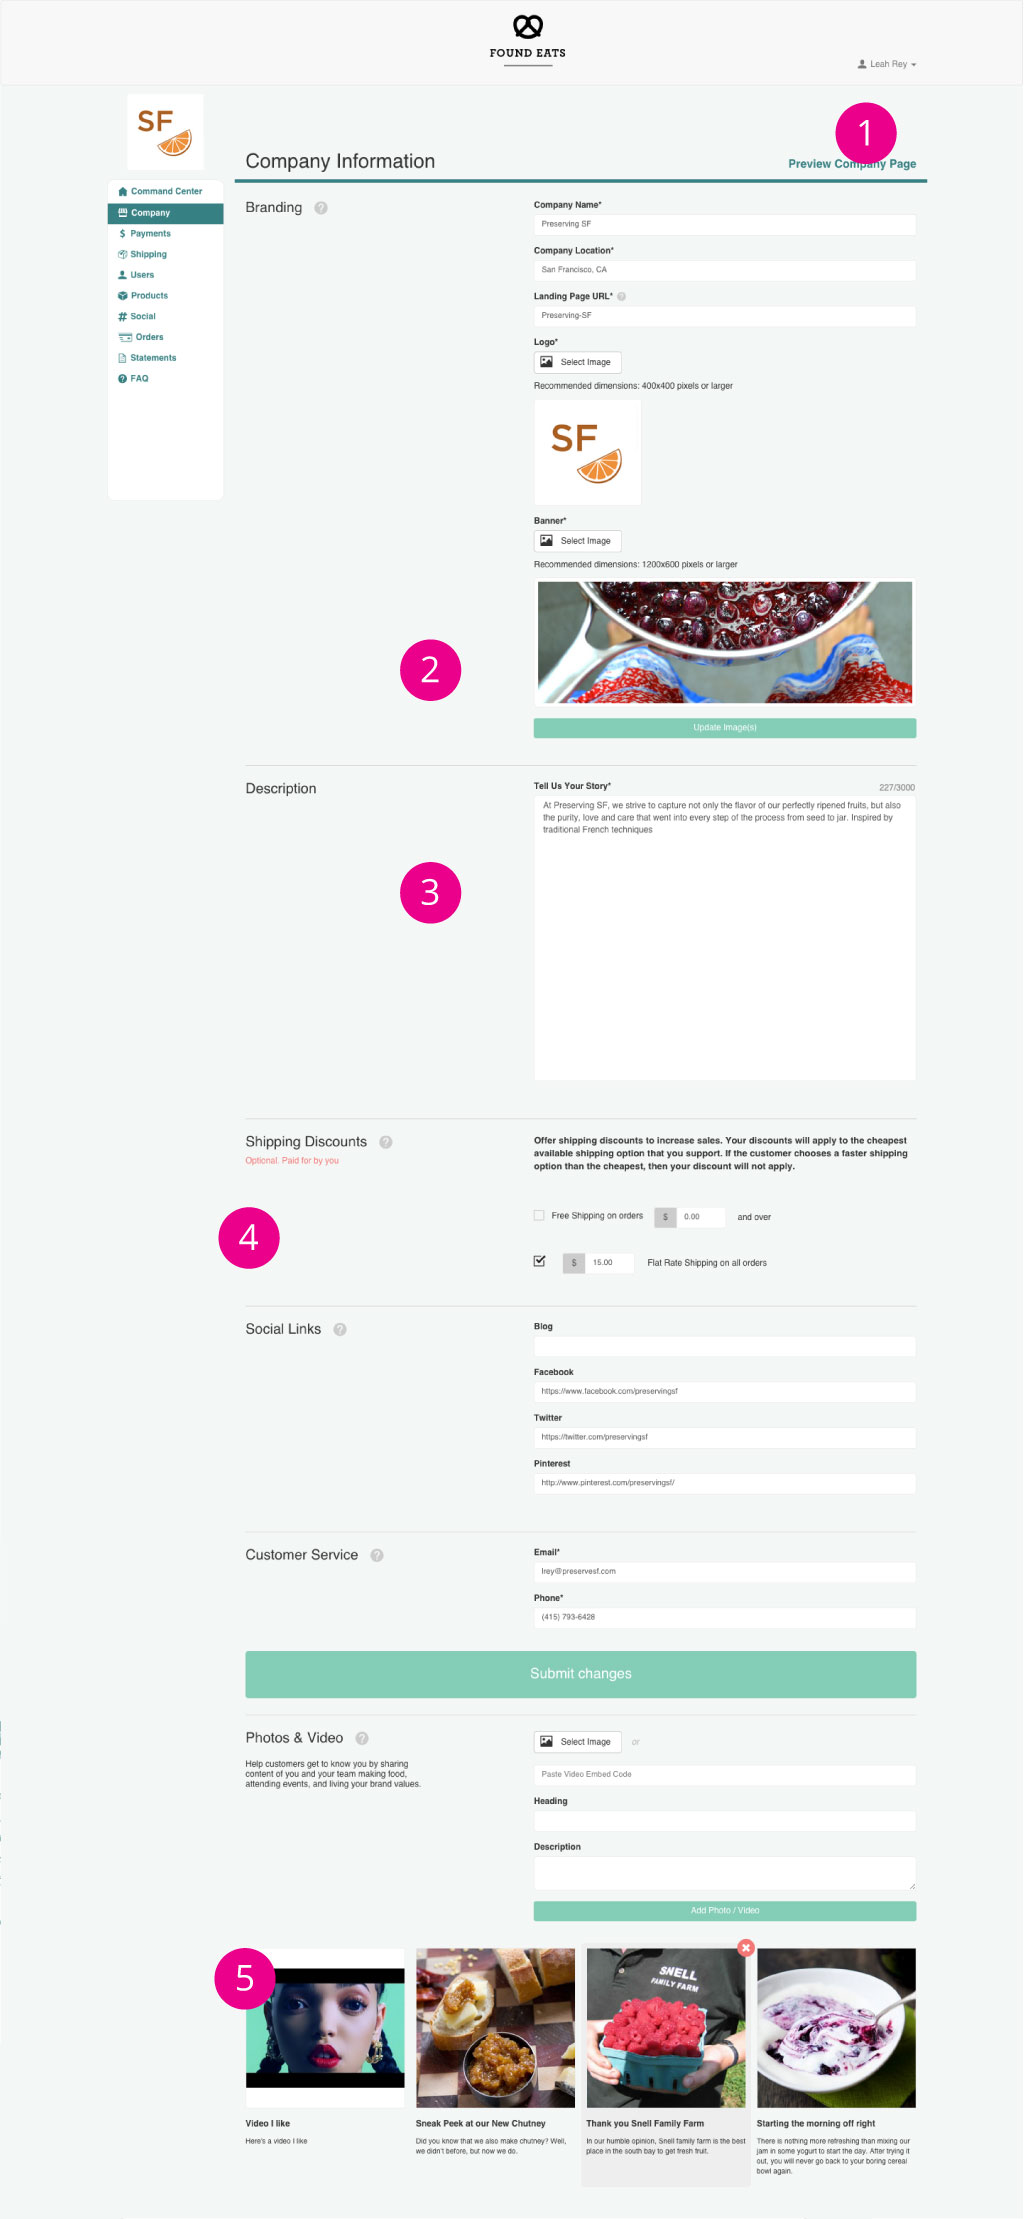 FOUND EATS
Leah Rey
SF
1
Company Information
Preview Company Page
Command Center
Company
$ Payments
Shipping
Users
Products
# Social
Orders
Statements
FAQ
Branding ?
Company Name*
Preserving SF
Company Location*
San Francisco, CA
Landing Page URL* ?
Preserving-SF
Logo*
Select Image
Recommended dimensions: 400x400 pixels or larger
SF
Banner*
Select Image
Recommended dimensions: 1200x600 pixels or larger
2
Update Image(s)
Description
Tell Us Your Story*
227/3000
At Preserving SF, we strive to capture not only the flavor of our perfectly ripened fruits, but also
the purity, love and care that went into every step of the process from seed to jar. Inspired by
traditional French techniques
3
Shipping Discounts ?
Optional. Paid for by you
Offer shipping discounts to increase sales. Your discounts will apply to the cheapest
available shipping option that you support. If the customer chooses a faster shipping
option than the cheapest, then your discount will not apply.
4
Free Shipping on orders $ 0.00 and over
$ 15.00 Flat Rate Shipping on all orders
Social Links ?
Blog
Facebook
https://www.facebook.com/preservingsf
Twitter
https://twitter.com/preservingsf
Pinterest
http://www.pinterest.com/preservingsf/
Customer Service ?
Email*
lrey@preservesf.com
Phone*
(415) 793-6428
Submit changes
Photos & Video ?
Help customers get to know you by sharing
content of you and your team making food,
attending events, and living your brand values.
Select Image or
Paste Video Embed Code
Heading
Description
Add Photo / Video
5
SNELL
FAMILY FARM
Video I like
Here's a video I like
Sneak Peek at our New Chutney
Did you know that we also make chutney? Well,
we didn't before, but now we do.
Thank you Snell Family Farm
In our humble opinion, Snell family farm is the best
place in the south bay to get fresh fruit.
Starting the morning off right
There is nothing more refreshing than mixing our
jam in some yogurt to start the day. After trying it
out, you will never go back to your boring cereal
bowl again.